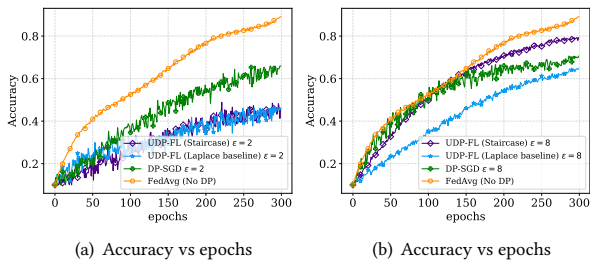 0.8
0.6
0.4
0.2
Accuracy
UDP-FL (Staircase) ε = 2
UDP-FL (Laplace baseline) ε = 2
DP-SGD ε = 2
FedAvg (No DP)
0 50 100 150 200 250 300
epochs
(a) Accuracy vs epochs
0.8
0.6
0.4
0.2
Accuracy
UDP-FL (Staircase) ε = 8
UDP-FL (Laplace baseline) ε = 8
DP-SGD ε = 8
FedAvg (No DP)
0 50 100 150 200 250 300
epochs
(b) Accuracy vs epochs